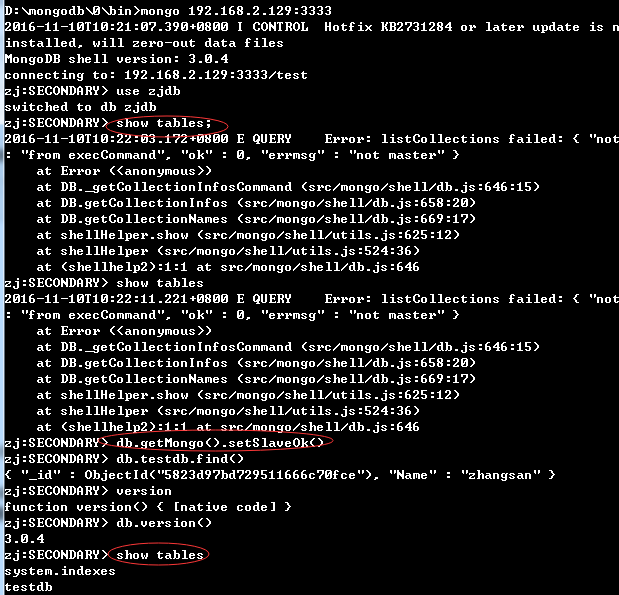 D:\mongodb\0\bin>mongo 192.168.2.129:3333
2016-11-10T10:21:07.390+0800 I CONTROL  Hotfix KB2731284 or later update is n
installed, will zero-out data files
MongoDB shell version: 3.0.4
connecting to: 192.168.2.129:3333/test
zj:SECONDARY> use zjdb
switched to db zjdb
zj:SECONDARY> show tables;
2016-11-10T10:22:03.172+0800 E QUERY    Error: listCollections failed: { "not
: "from execCommand", "ok" : 0, "errmsg" : "not master" }
    at Error (<anonymous>)
    at DB._getCollectionInfosCommand (src/mongo/shell/db.js:646:15)
    at DB.getCollectionInfos (src/mongo/shell/db.js:658:20)
    at DB.getCollectionNames (src/mongo/shell/db.js:669:17)
    at shellHelper.show (src/mongo/shell/utils.js:625:12)
    at shellHelper (src/mongo/shell/utils.js:524:36)
    at (shellhelp2):1:1 at src/mongo/shell/db.js:646
zj:SECONDARY> show tables
2016-11-10T10:22:11.221+0800 E QUERY    Error: listCollections failed: { "not
: "from execCommand", "ok" : 0, "errmsg" : "not master" }
    at Error (<anonymous>)
    at DB._getCollectionInfosCommand (src/mongo/shell/db.js:646:15)
    at DB.getCollectionInfos (src/mongo/shell/db.js:658:20)
    at DB.getCollectionNames (src/mongo/shell/db.js:669:17)
    at shellHelper.show (src/mongo/shell/utils.js:625:12)
    at shellHelper (src/mongo/shell/utils.js:524:36)
    at (shellhelp2):1:1 at src/mongo/shell/db.js:646
zj:SECONDARY> db.getMongo().setSlaveOk()
zj:SECONDARY> db.testdb.find()
{ "_id" : ObjectId("5823d97bd729511666c70fce"), "Name" : "zhangsan" }
zj:SECONDARY> version
function version() { [native code] }
zj:SECONDARY> db.version()
3.0.4
zj:SECONDARY> show tables
system.indexes
testdb